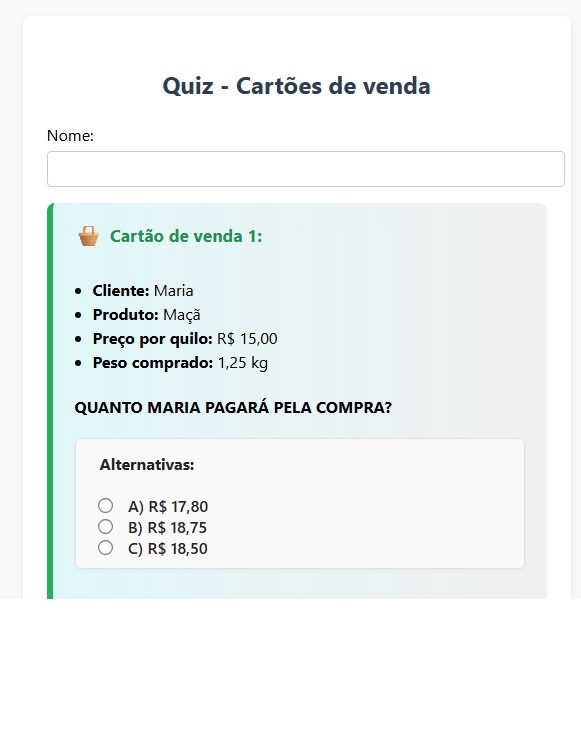 Quiz - Cartões de venda
Nome:
Cartão de venda 1:
Cliente: Maria
Produto: Maçã
Preço por quilo: R$ 15,00
Peso comprado: 1,25 kg
QUANTO MARIA PAGARÁ PELA COMPRA?
Alternativas:
A) R$ 17,80
B) R$ 18,75
C) R$ 18,50